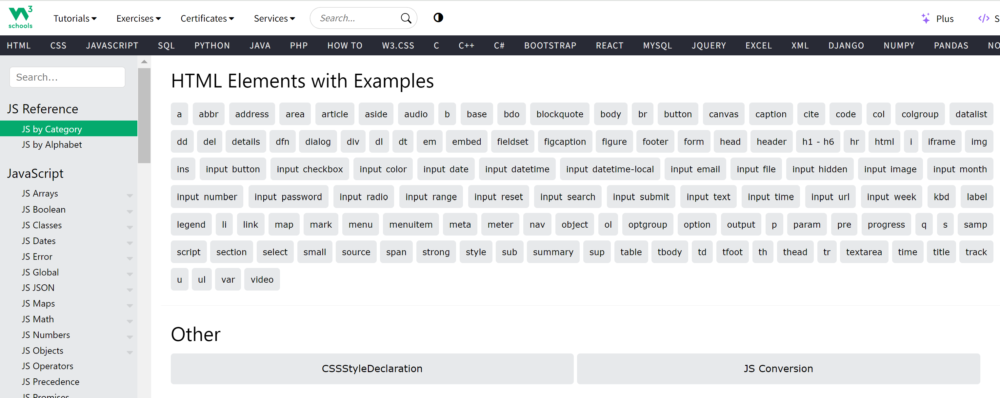 W3 schools
Tutorials Exercises Certificates Services Search... Plus
HTML CSS JAVASCRIPT SQL PYTHON JAVA PHP HOW TO W3.CSS C C++ C# BOOTSTRAP REACT MYSQL JQUERY EXCEL XML DJANGO NUMPY PANDAS
Search...
JS Reference
JS by Category
JS by Alphabet
JavaScript
JS Arrays
JS Boolean
JS Classes
JS Dates
JS Error
JS Global
JS JSON
JS Maps
JS Math
JS Numbers
JS Objects
JS Operators
JS Precedence
JS Promises
HTML Elements with Examples
a abbr address area article aside audio b base bdo blockquote body br button canvas caption cite code col colgroup datalist
dd del details dfn dialog div dl dt em embed fieldset figcaption figure footer form head header h1 - h6 hr html i iframe img
ins input button input checkbox input color input date input datetime input datetime-local input email input file input hidden input image input month
input number input password input radio input range input reset input search input submit input text input time input url input week kbd label
legend li link map mark menu menuitem meta meter nav object ol optgroup option output p param pre progress q s samp
script section select small source span strong style sub summary sup table tbody td tfoot th thead tr textarea time title track
u ul var video
Other
CSSStyleDeclaration JS Conversion